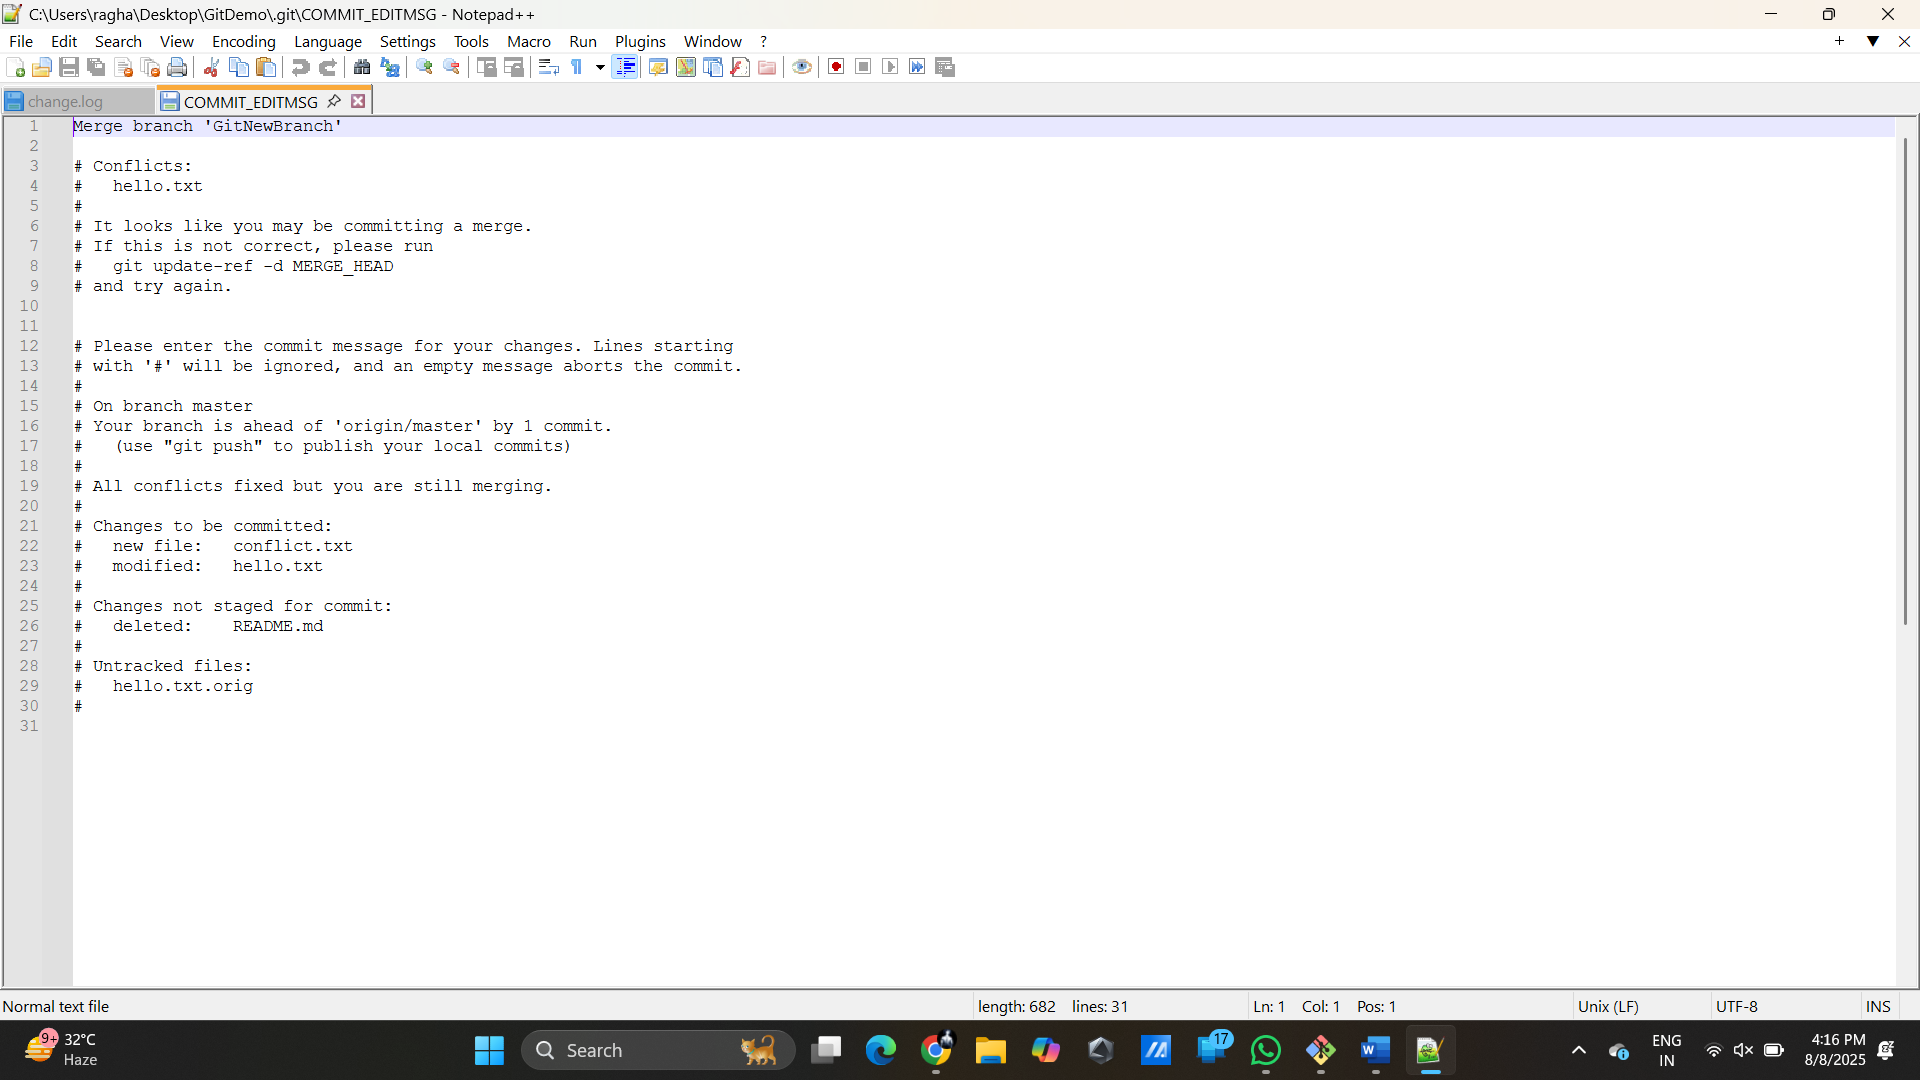 C:\Users\ragha\Desktop\GitDemo\.git\COMMIT_EDITMSG - Notepad++
File Edit Search View Encoding Language Settings Tools Macro Run Plugins Window ?
change.log COMMIT_EDITMSG
1 Merge branch 'GitNewBranch'
2
3 # Conflicts:
4 #   hello.txt
5 #
6 # It looks like you may be committing a merge.
7 # If this is not correct, please run
8 #   git update-ref -d MERGE_HEAD
9 # and try again.
10
11
12 # Please enter the commit message for your changes. Lines starting
13 # with '#' will be ignored, and an empty message aborts the commit.
14 #
15 # On branch master
16 # Your branch is ahead of 'origin/master' by 1 commit.
17 #   (use "git push" to publish your local commits)
18 #
19 # All conflicts fixed but you are still merging.
20 #
21 # Changes to be committed:
22 #   new file:   conflict.txt
23 #   modified:   hello.txt
24 #
25 # Changes not staged for commit:
26 #   deleted:    README.md
27 #
28 # Untracked files:
29 #   hello.txt.orig
30 #
31
Normal text file length: 682 lines: 31 Ln: 1 Col: 1 Pos: 1 Unix (LF) UTF-8 INS
9+ 32°C
Haze
Search
17
ENG
IN
4:16 PM
8/8/2025